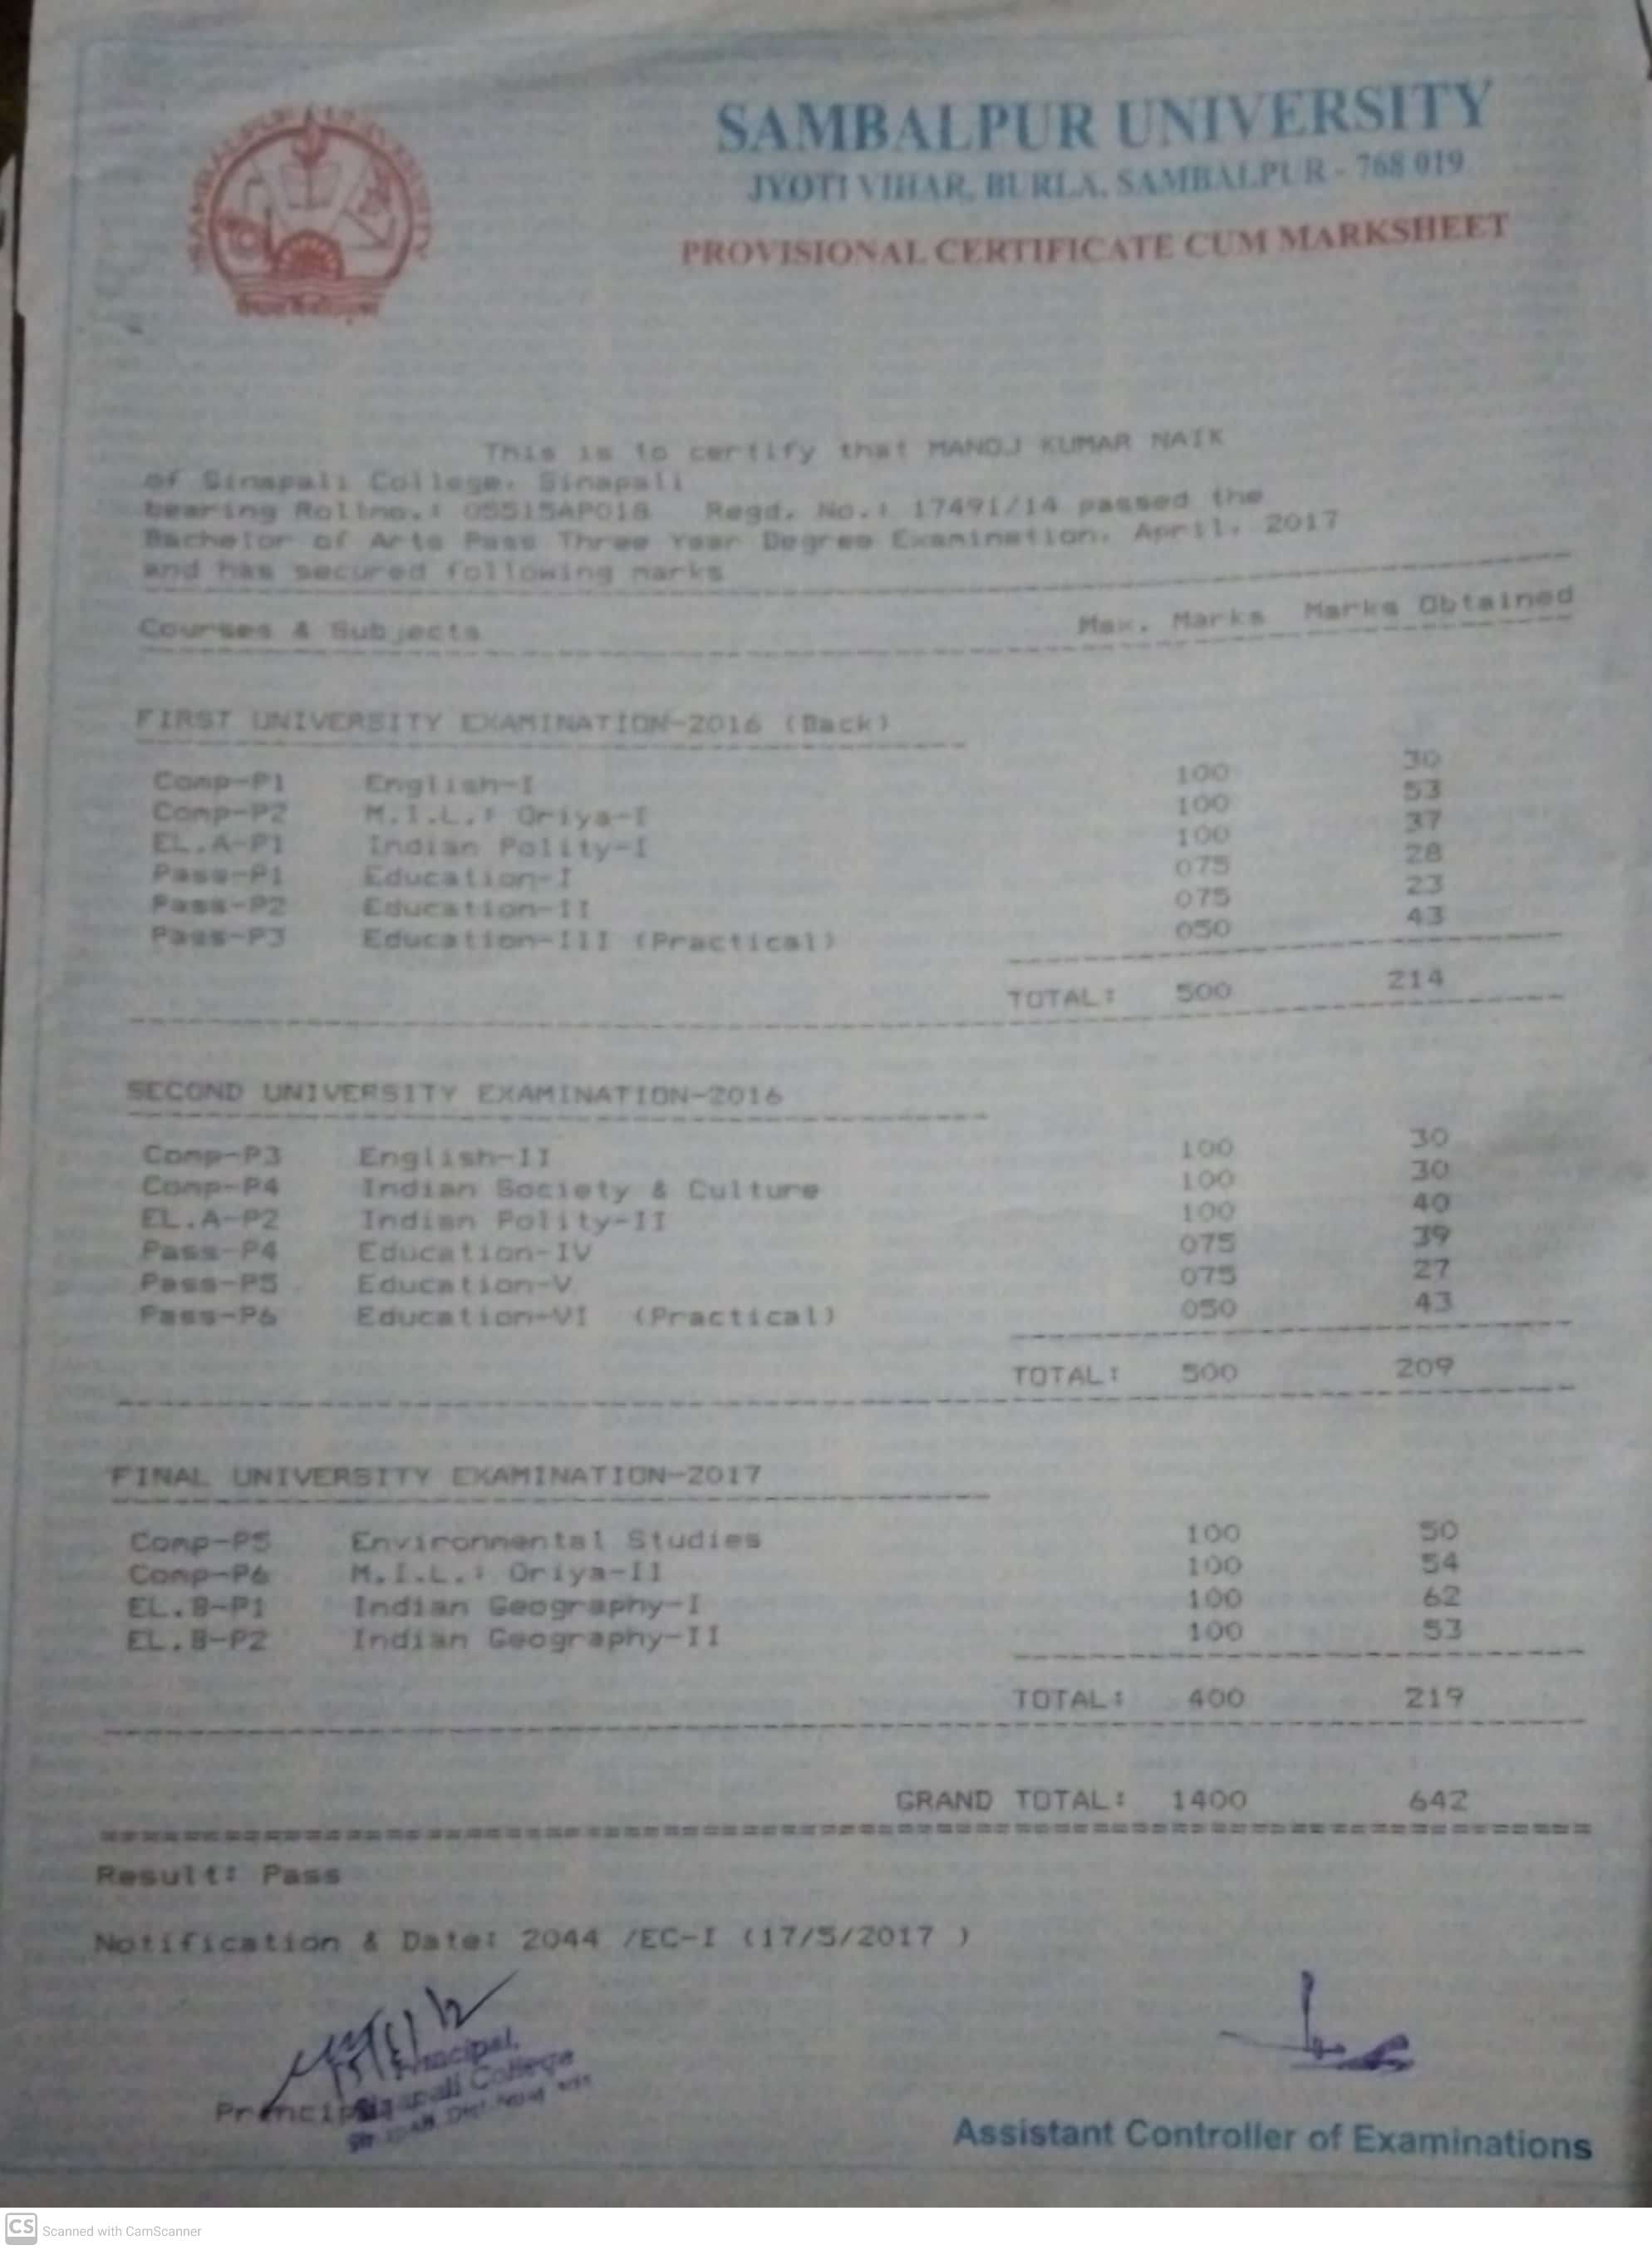 SAMBALPUR UNIVERSITY
JYOTI VIHAR, BURLA, SAMBALPUR - 768 019
PROVISIONAL CERTIFICATE CUM MARKSHEET
SAMBALPUR UNIVERSITY
This is to certify that MANOJ KUMAR NAIK
of Sinapali College, Sinapali
bearing Rollno.: 05515AP018 Regd. No.: 17491/14 passed the
Bachelor of Arts Pass Three Year Degree Examination, April, 2017
and has secured following marks
Courses & Subjects Max. Marks Marks Obtained
FIRST UNIVERSITY EXAMINATION-2016 (Back)
Comp-P1 English-I 100 30
Comp-P2 M.I.L.: Oriya-I 100 53
EL.A-P1 Indian Polity-I 100 37
Pass-P1 Education-I 075 28
Pass-P2 Education-II 075 23
Pass-P3 Education-III (Practical) 050 43
TOTAL: 500 214
SECOND UNIVERSITY EXAMINATION-2016
Comp-P3 English-II 100 30
Comp-P4 Indian Society & Culture 100 30
EL.A-P2 Indian Polity-II 100 40
Pass-P4 Education-IV 075 39
Pass-P5 Education-V 075 27
Pass-P6 Education-VI (Practical) 050 43
TOTAL: 500 209
FINAL UNIVERSITY EXAMINATION-2017
Comp-P5 Environmental Studies 100 50
Comp-P6 M.I.L.: Oriya-II 100 54
EL.B-P1 Indian Geography-I 100 62
EL.B-P2 Indian Geography-II 100 53
TOTAL: 400 219
GRAND TOTAL: 1400 642
Result: Pass
Notification & Date: 2044 /EC-I (17/5/2017 )
Principal,
Sinapali College
Principal
Assistant Controller of Examinations
CS Scanned with CamScanner